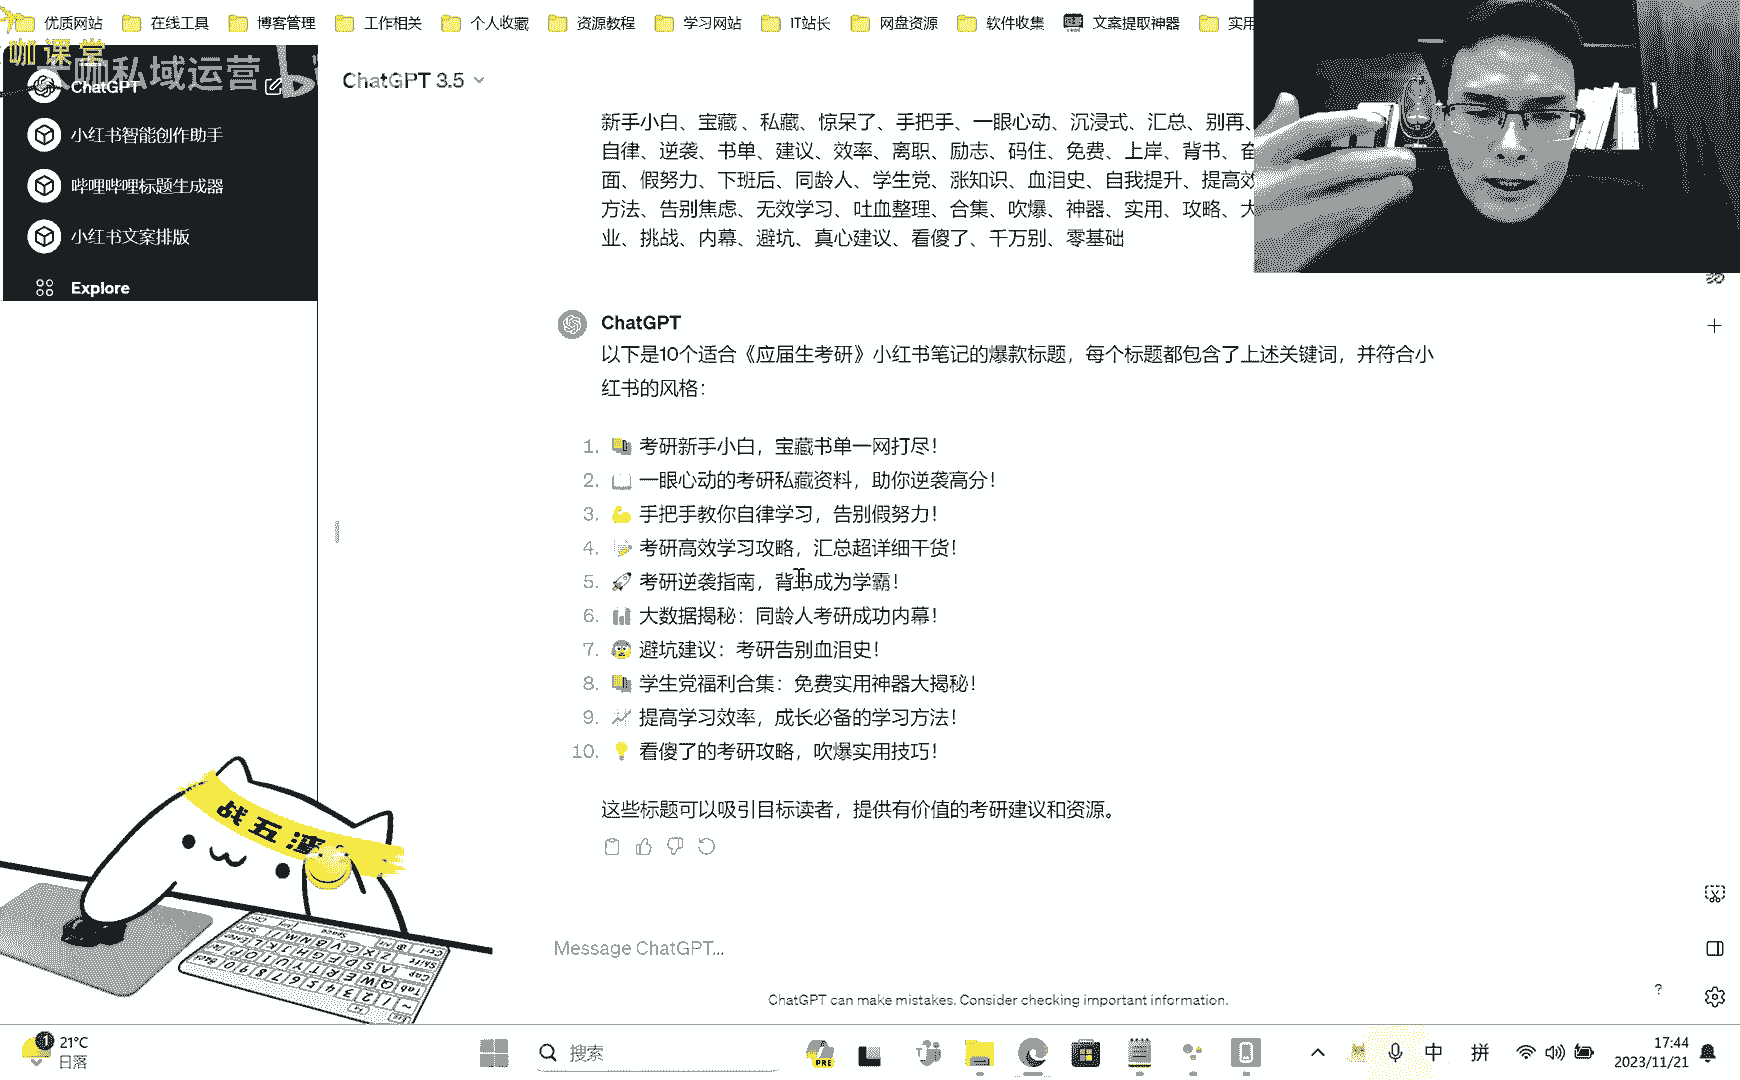 优质网站 在线工具 博客管理 工作相关 个人收藏 资源教程 学习网站 IT站长 网盘资源 软件收集 文案提取神器 实用
咖课堂
大咖私域运营
ChatGPT
小红书智能创作助手
哔哩哔哩标题生成器
小红书文案排版
Explore
ChatGPT 3.5
新手小白、宝藏、私藏、惊呆了、手把手、一眼心动、沉浸式、汇总、别再、
自律、逆袭、书单、建议、效率、离职、励志、码住、免费、上岸、背书、奋
面、假努力、下班后、同龄人、学生党、涨知识、血泪史、自我提升、提高效
方法、告别焦虑、无效学习、吐血整理、合集、吹爆、神器、实用、攻略、大
业、挑战、内幕、避坑、真心建议、看傻了、千万别、零基础
ChatGPT
以下是10个适合《应届生考研》小红书笔记的爆款标题，每个标题都包含了上述关键词，并符合小
红书的风格：
1. 考研新手小白，宝藏书单一网打尽！
2. 一眼心动的考研私藏资料，助你逆袭高分！
3. 手把手教你自律学习，告别假努力！
4. 考研高效学习攻略，汇总超详细干货！
5. 考研逆袭指南，背书成为学霸！
6. 大数据揭秘：同龄人考研成功内幕！
7. 避坑建议：考研告别血泪史！
8. 学生党福利合集：免费实用神器大揭秘！
9. 提高学习效率，成长必备的学习方法！
10. 看傻了的考研攻略，吹爆实用技巧！
这些标题可以吸引目标读者，提供有价值的考研建议和资源。
战五渣
Message ChatGPT...
ChatGPT can make mistakes. Consider checking important information.
?
21°C
日落
搜索
PRE
中
拼
17:44
2023/11/21